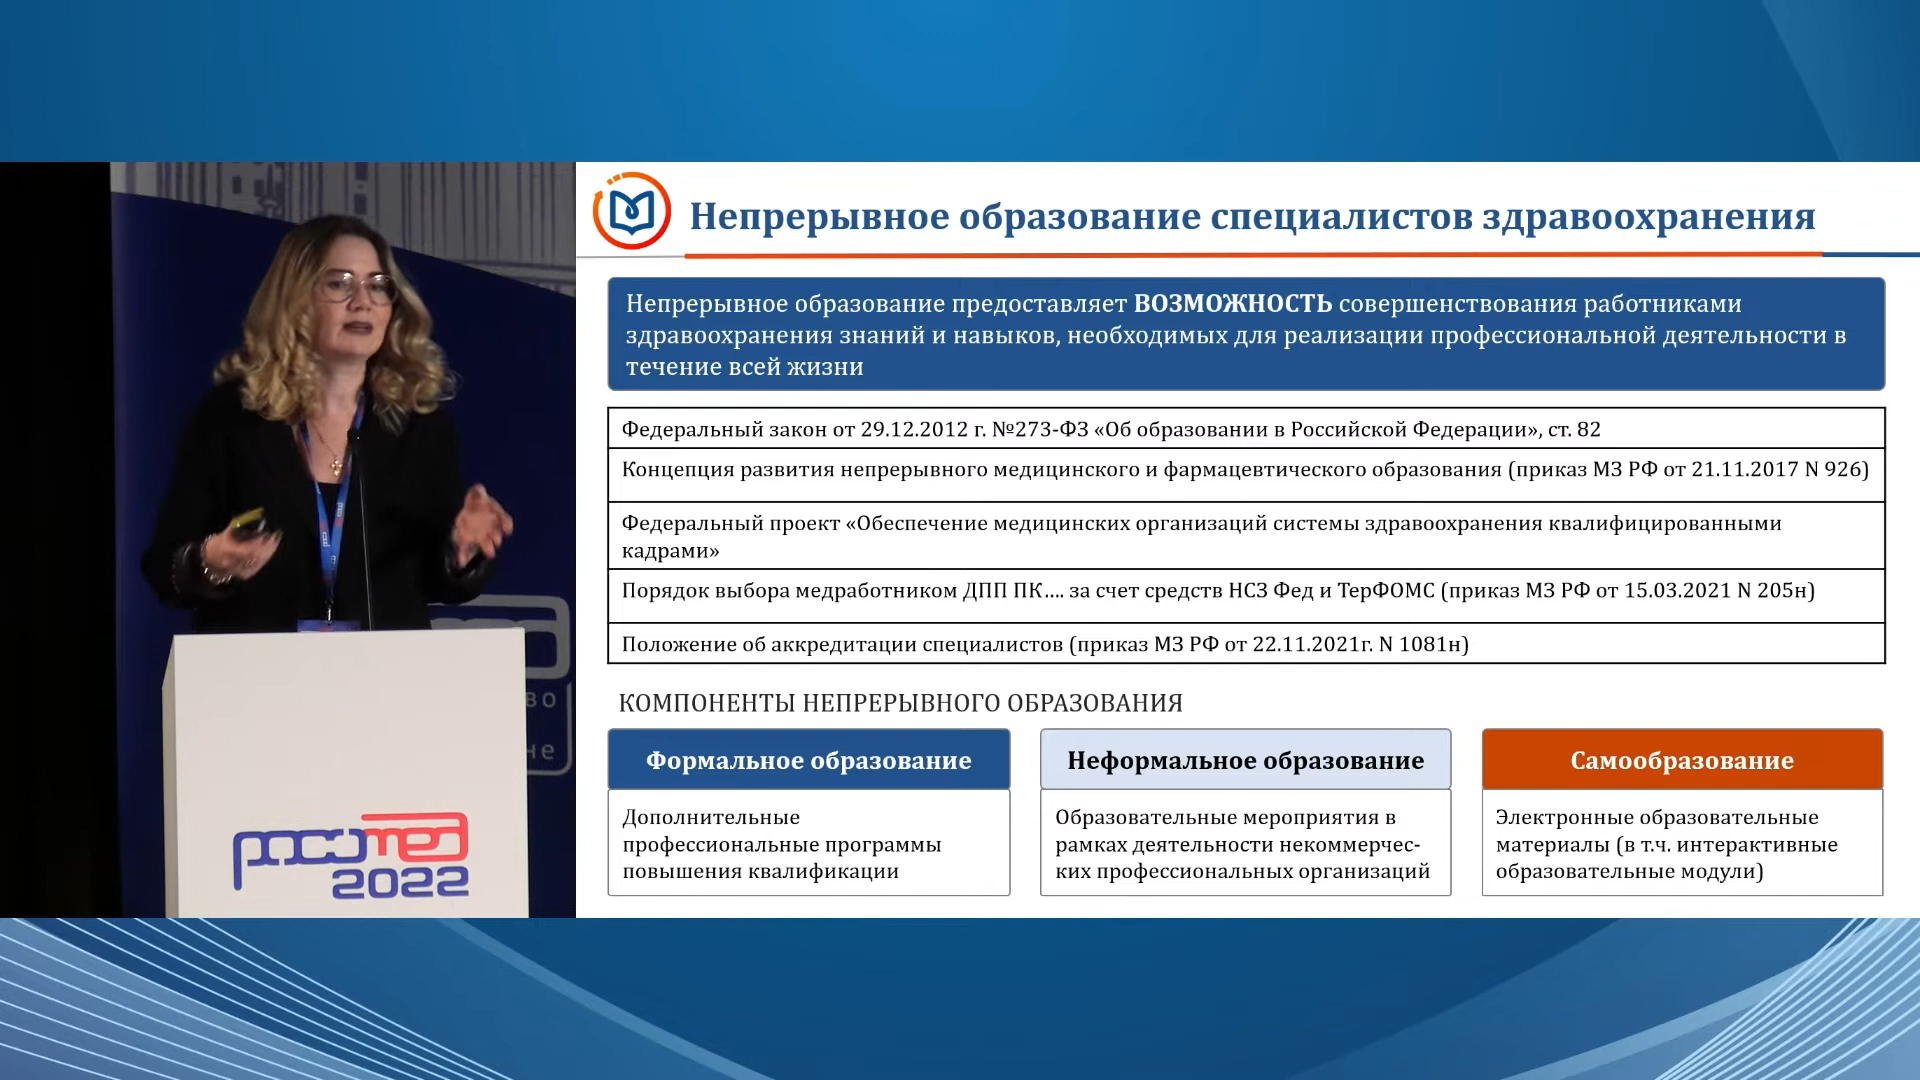 Непрерывное образование специалистов здравоохранения
Непрерывное образование предоставляет ВОЗМОЖНОСТЬ совершенствования работниками
здравоохранения знаний и навыков, необходимых для реализации профессиональной деятельности в
течение всей жизни
Федеральный закон от 29.12.2012 г. №273-ФЗ «Об образовании в Российской Федерации», ст. 82
Концепция развития непрерывного медицинского и фармацевтического образования (приказ МЗ РФ от 21.11.2017 N 926)
Федеральный проект «Обеспечение медицинских организаций системы здравоохранения квалифицированными
кадрами»
Порядок выбора медработником ДПП ПК.... за счет средств НСЗ Фед и ТерФОМС (приказ МЗ РФ от 15.03.2021 N 205н)
Положение об аккредитации специалистов (приказ МЗ РФ от 22.11.2021г. N 1081н)
КОМПОНЕНТЫ НЕПРЕРЫВНОГО ОБРАЗОВАНИЯ
Формальное образование
Дополнительные
профессиональные программы
повышения квалификации
Неформальное образование
Образовательные мероприятия в
рамках деятельности некоммерчес-
ких профессиональных организаций
Самообразование
Электронные образовательные
материалы (в т.ч. интерактивные
образовательные модули)
росомед
2022